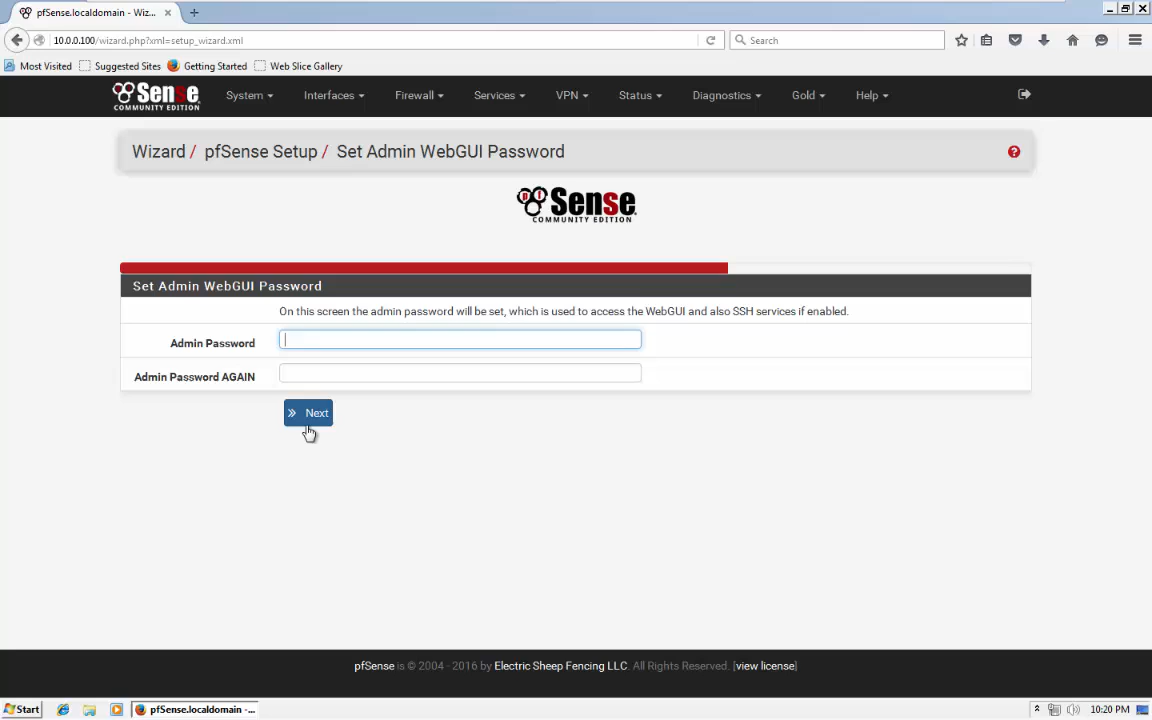 pfSense.localdomain - Wiz...
10.0.0.100/wizard.php?xml=setup_wizard.xml
Search
Most Visited
Suggested Sites
Getting Started
Web Slice Gallery
Sense
COMMUNITY EDITION
System
Interfaces
Firewall
Services
VPN
Status
Diagnostics
Gold
Help
Wizard / pfSense Setup / Set Admin WebGUI Password
pfSense
COMMUNITY EDITION
Set Admin WebGUI Password
On this screen the admin password will be set, which is used to access the WebGUI and also SSH services if enabled.
Admin Password
Admin Password AGAIN
Next
pfSense is © 2004 - 2016 by Electric Sheep Fencing LLC. All Rights Reserved. [view license]
Start
pfSense.localdomain -...
10:20 PM